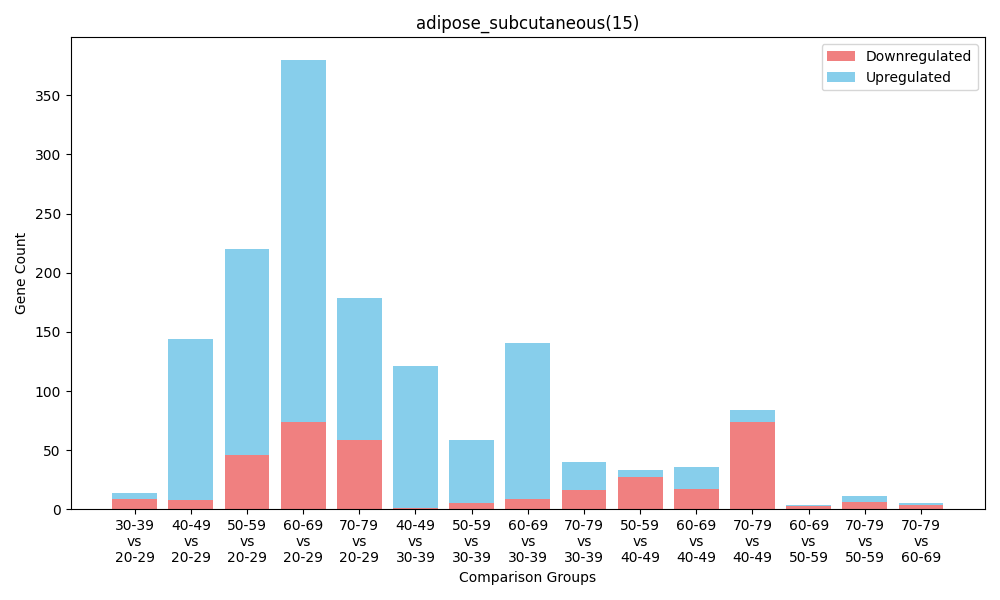 adipose_subcutaneous(15)
Downregulated
Upregulated
Gene Count
350
300
250
200
150
100
50
0
30-39 40-49 50-59 60-69 70-79 40-49 50-59 60-69 70-79 50-59 60-69 70-79 60-69 70-79 70-79
vs vs vs vs vs vs vs vs vs vs vs vs vs vs vs
20-29 20-29 20-29 20-29 20-29 30-39 30-39 30-39 30-39 40-49 40-49 40-49 50-59 50-59 60-69
Comparison Groups